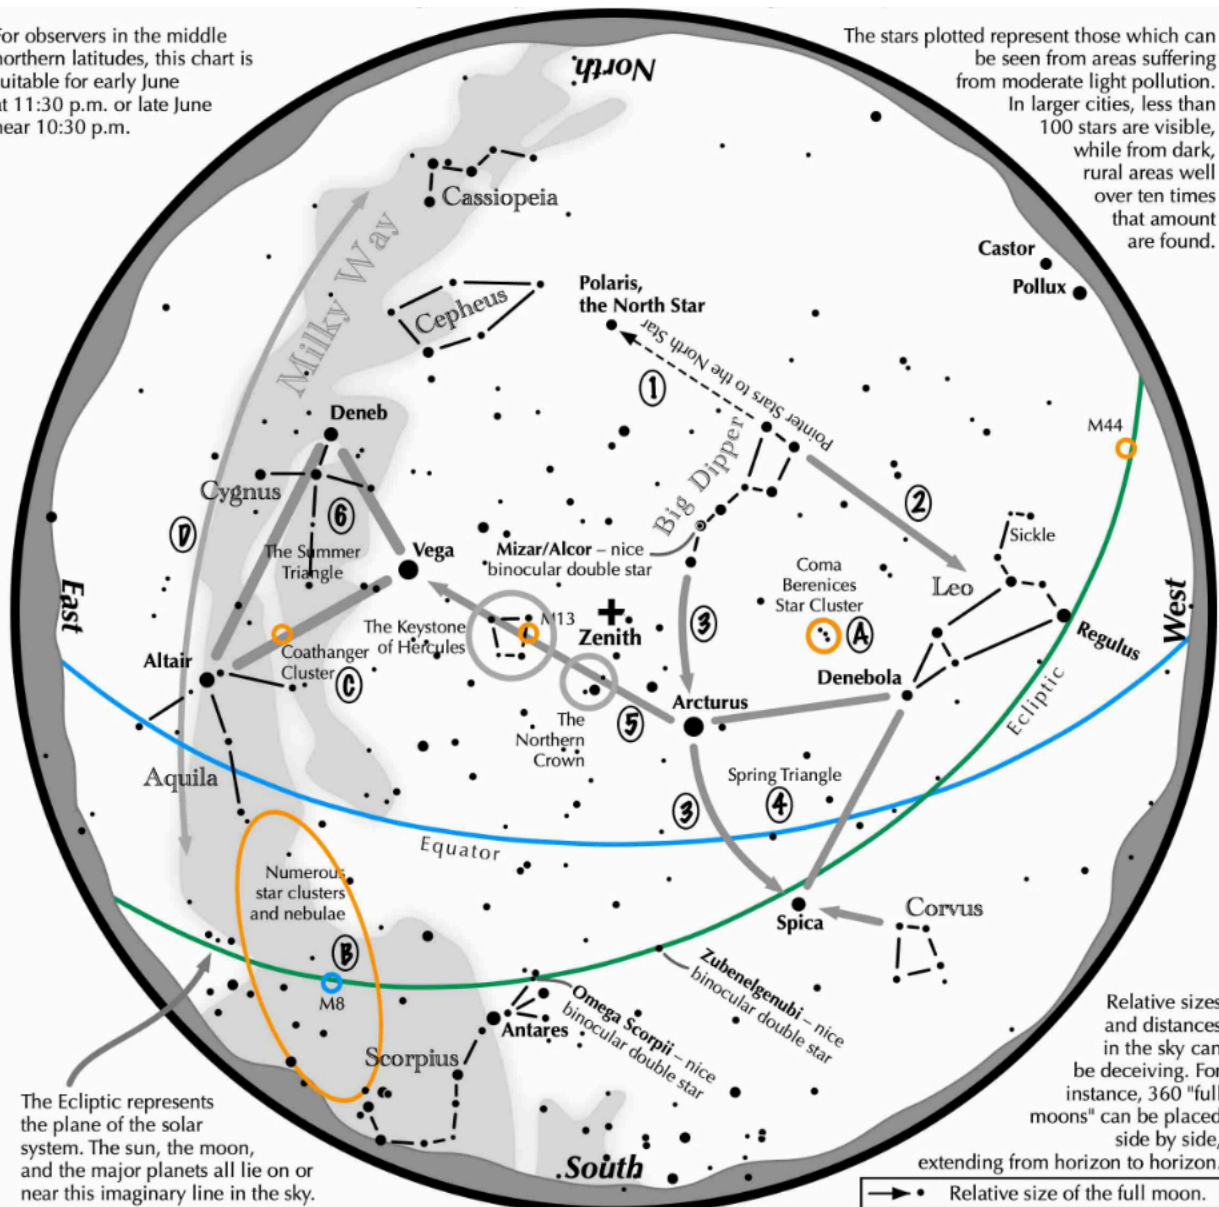 For observers in the middle
northern latitudes, this chart is
suitable for early June
at 11:30 p.m. or late June
near 10:30 p.m.
The stars plotted represent those which can
be seen from areas suffering
from moderate light pollution.
In larger cities, less than
100 stars are visible,
while from dark,
rural areas well
over ten times
that amount
are found.
North
Cassiopeia
Milky Way
Castor
Pollux
Cepheus
Polaris,
the North Star
Pointer Stars to the North Star
1
Deneb
M44
Big Dipper
Cygnus
6
2
D
The Summer
Triangle
Vega
Mizar/Alcor – nice
binocular double star
Sickle
Coma
Berenices
Star Cluster
A
Leo
East
West
The Keystone
of Hercules
M13
Zenith
3
Regulus
Altair
Coathanger
Cluster
C
Denebola
Arcturus
The
Northern
Crown
5
Ecliptic
Aquila
Spring Triangle
4
3
Equator
Numerous
star clusters
and nebulae
Spica
Corvus
B
M8
Zubenelgenubi – nice
binocular double star
Omega Scorpii – nice
binocular double star
Antares
Scorpius
South
The Ecliptic represents
the plane of the solar
system. The sun, the moon,
and the major planets all lie on or
near this imaginary line in the sky.
Relative sizes
and distances
in the sky can
be deceiving. For
instance, 360 "full
moons" can be placed
side by side,
extending from horizon to horizon.
Relative size of the full moon.